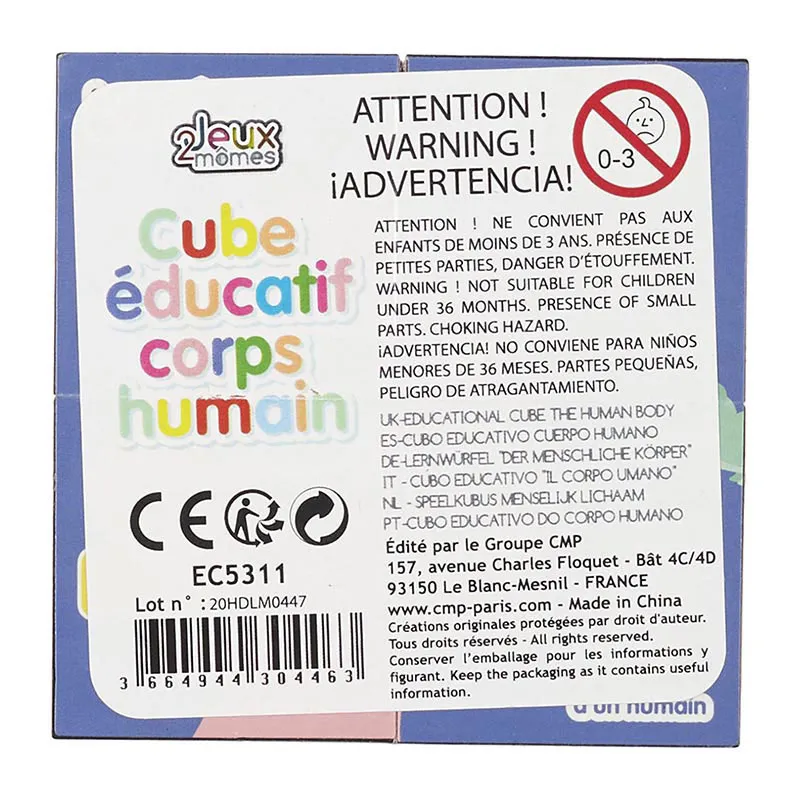 2Jeux
mômes
ATTENTION !
WARNING !
¡ADVERTENCIA!
0-3
Cube
éducatif
corps
humain
ATTENTION ! NE CONVIENT PAS AUX
ENFANTS DE MOINS DE 3 ANS. PRÉSENCE DE
PETITES PARTIES, DANGER D'ÉTOUFFEMENT.
WARNING ! NOT SUITABLE FOR CHILDREN
UNDER 36 MONTHS. PRESENCE OF SMALL
PARTS. CHOKING HAZARD.
¡ADVERTENCIA! NO CONVIENE PARA NIÑOS
MENORES DE 36 MESES. PARTES PEQUEÑAS,
PELIGRO DE ATRAGANTAMIENTO.
UK-EDUCATIONAL CUBE THE HUMAN BODY
ES-CUBO EDUCATIVO CUERPO HUMANO
DE-LERNWÜRFEL "DER MENSCHLICHE KÖRPER"
IT - CUBO EDUCATIVO "IL CORPO UMANO"
NL - SPEELKUBUS MENSELIJK LICHAAM
PT-CUBO EDUCATIVO DO CORPO HUMANO
CE
EC5311
Lot n° : 20HDLM0447
3 664944 304463
Édité par le Groupe CMP
157, avenue Charles Floquet - Bât 4C/4D
93150 Le Blanc-Mesnil - FRANCE
www.cmp-paris.com - Made in China
Créations originales protégées par droit d'auteur.
Tous droits réservés - All rights reserved.
Conserver l'emballage pour les informations y
figurant. Keep the packaging as it contains useful
information.
d'un humain